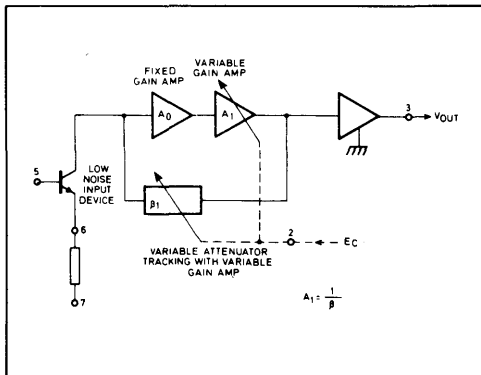 FIXED
GAIN AMP
VARIABLE
GAIN AMP
A0
A1
3
VOUT
5
LOW
NOISE
INPUT
DEVICE
β1
6
2
EC
VARIABLE ATTENUATOR
TRACKING WITH VARIABLE
GAIN AMP
A1 = 1/β
7